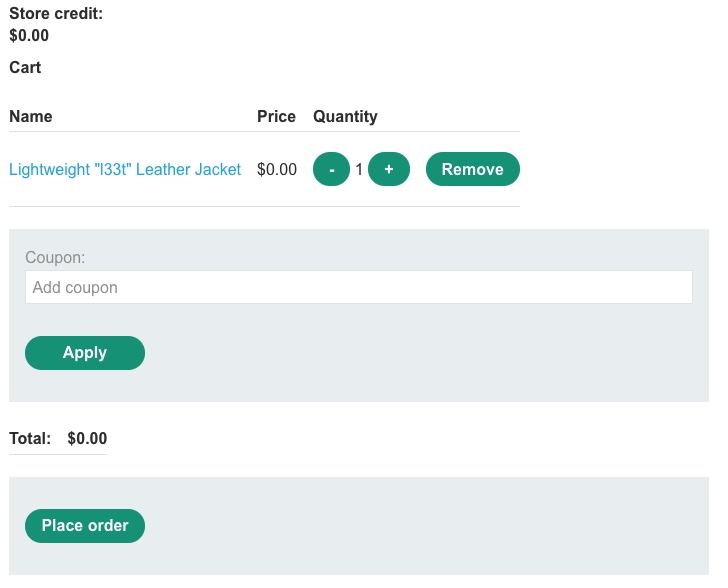 Store credit:
$0.00
Cart
Name Price Quantity
Lightweight "l33t" Leather Jacket $0.00 - 1 + Remove
Coupon:
Add coupon
Apply
Total: $0.00
Place order